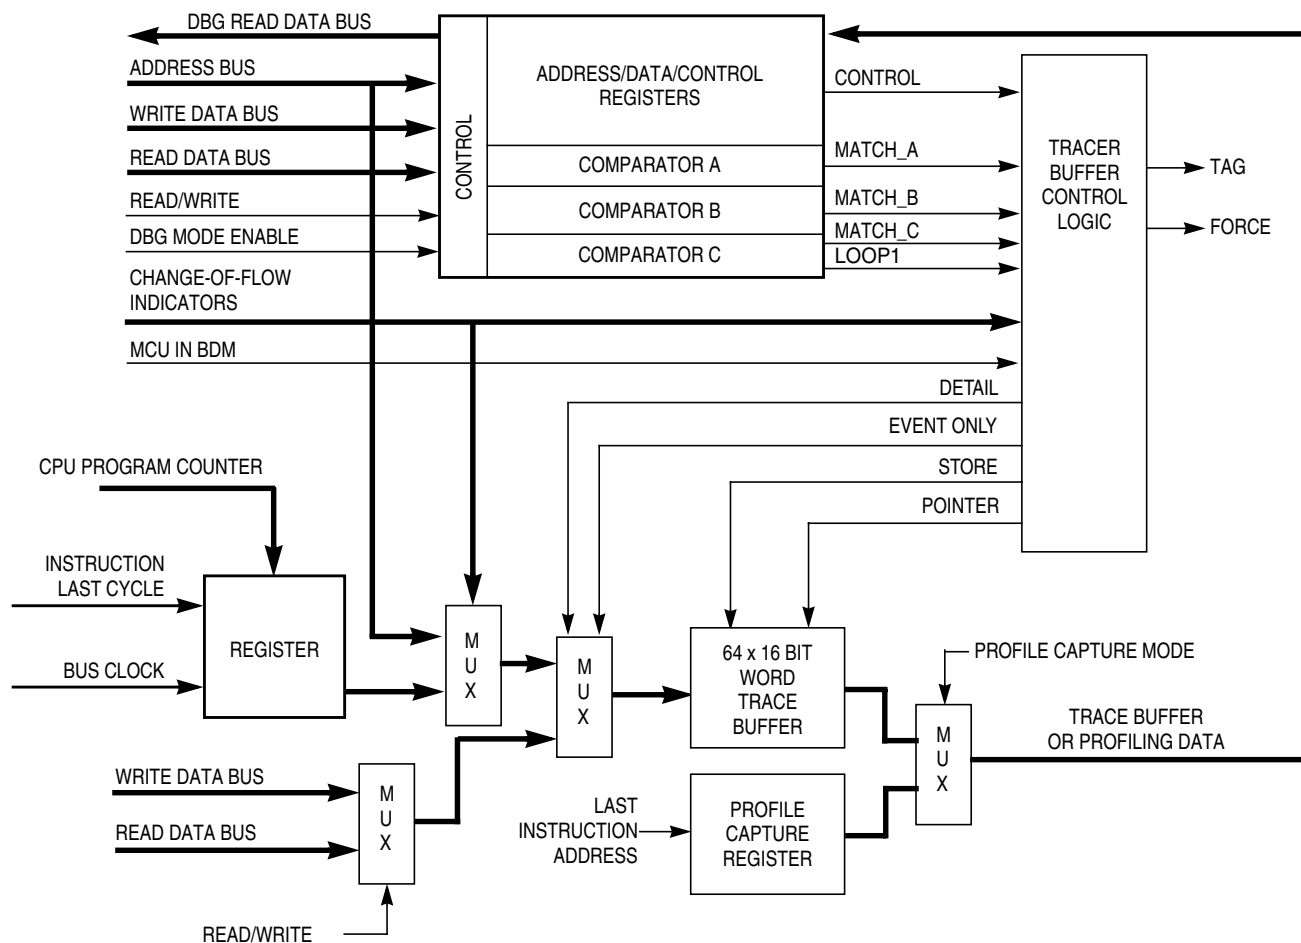 DBG READ DATA BUS
ADDRESS BUS
WRITE DATA BUS
READ DATA BUS
READ/WRITE
DBG MODE ENABLE
CHANGE-OF-FLOW
INDICATORS
MCU IN BDM
CONTROL
ADDRESS/DATA/CONTROL
REGISTERS
COMPARATOR A
COMPARATOR B
COMPARATOR C
CONTROL
MATCH_A
MATCH_B
MATCH_C
LOOP1
TRACER
BUFFER
CONTROL
LOGIC
TAG
FORCE
DETAIL
EVENT ONLY
STORE
POINTER
CPU PROGRAM COUNTER
INSTRUCTION
LAST CYCLE
BUS CLOCK
REGISTER
M
U
X
M
U
X
64 x 16 BIT
WORD
TRACE
BUFFER
PROFILE CAPTURE MODE
M
U
X
TRACE BUFFER
OR PROFILING DATA
WRITE DATA BUS
READ DATA BUS
M
U
X
READ/WRITE
LAST
INSTRUCTION
ADDRESS
PROFILE
CAPTURE
REGISTER